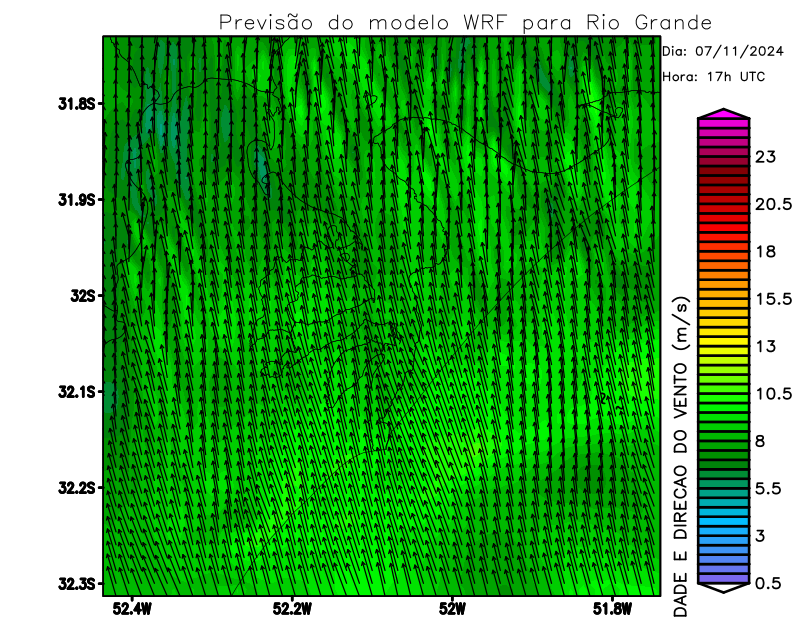 Previsão do modelo WRF para Rio Grande
Dia: 07/11/2024
Hora: 17h UTC
31.8S
31.9S
32S
32.1S
32.2S
32.3S
52.4W
52.2W
52W
51.8W
23
20.5
18
15.5
13
10.5
8
5.5
3
0.5
DADE E DIRECAO DO VENTO (m/s)